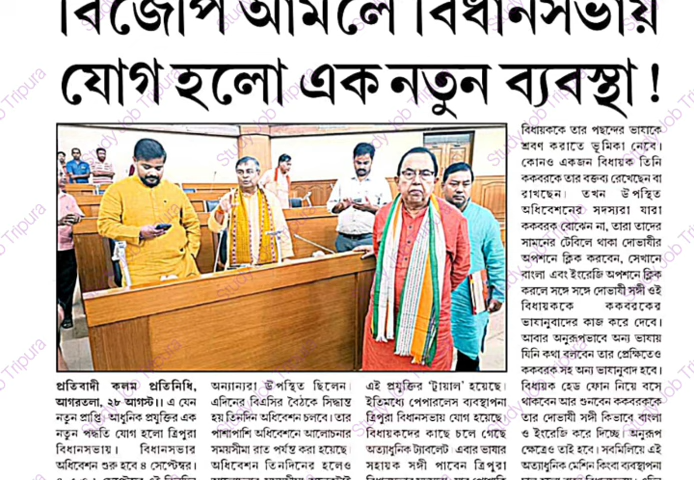 বিজেপি আমলে বিধানসভায়
যোগ হলো এক নতুন ব্যবস্থা !
প্রতিবাদী কলম প্রতিনিধি,
আগরতলা, ২৮ আগস্ট।। এ যেন
নতুন প্রাপ্তি। আধুনিক প্রযুক্তির এক
নতুন পদ্ধতি যোগ হলো ত্রিপুরা
বিধানসভায়। বিধানসভার
অধিবেশন শুরু হবে ৪ সেপ্টেম্বর।
অন্যান্যরা উপস্থিত ছিলেন।
এদিনের বিএসির বৈঠকে সিদ্ধান্ত
হয় তিনদিন অধিবেশন চলবে। তার
পাশাপাশি অধিবেশনে আলোচনার
সময়সীমা রাত পর্যন্ত করা হয়েছে।
অধিবেশন তিনদিনের হলেও
এই প্রযুক্তির 'ট্রায়াল' হয়েছে।
ইতিমধ্যে পেপারলেস ব্যবস্থাপনা
ত্রিপুরা বিধানসভায় যোগ হয়েছে।
বিধায়কদের কাছে চলে গেছে
অত্যাধুনিক ট্যাবলেট। এবার ভাষার
সহায়ক সঙ্গী পাবেন ত্রিপুরা
বিধায়ককে তার পছন্দের ভাষাকে
শ্রবণ করাতে ভূমিকা নেবে।
কোনও একজন বিধায়ক তিনি
ককবরকে তার বক্তব্য রেখেছেন বা
রাখছেন। তখন উপস্থিত
অধিবেশনের সদস্যরা যারা
ককবরক বোঝেন না, তারা তাদের
সামনের টেবিলে থাকা দোভাষীর
অপশনে ক্লিক করবেন, সেখানে
বাংলা এবং ইংরেজি অপশনে ক্লিক
করলে সঙ্গে সঙ্গে দোভাষী সঙ্গী ওই
বিধায়ককে ককবরকের
ভাষানুবাদের কাজ করে দেবে।
আবার অনুরূপভাবে অন্য ভাষায়
যিনি কথা বলবেন তার প্রেক্ষিতেও
ককবরক সহ অন্য ভাষানুবাদ হবে।
বিধায়ক হেড ফোন নিয়ে বসে
থাকবেন আর শুনবেন ককবরককে
তার দোভাষী সঙ্গী কিভাবে বাংলা
ও ইংরেজি করে দিচ্ছে। অনুরূপ
ক্ষেত্রেও তাই হবে। সবমিলিয়ে এই
অত্যাধুনিক মেশিন কিংবা ব্যবস্থাপনা
Study Job Tripura